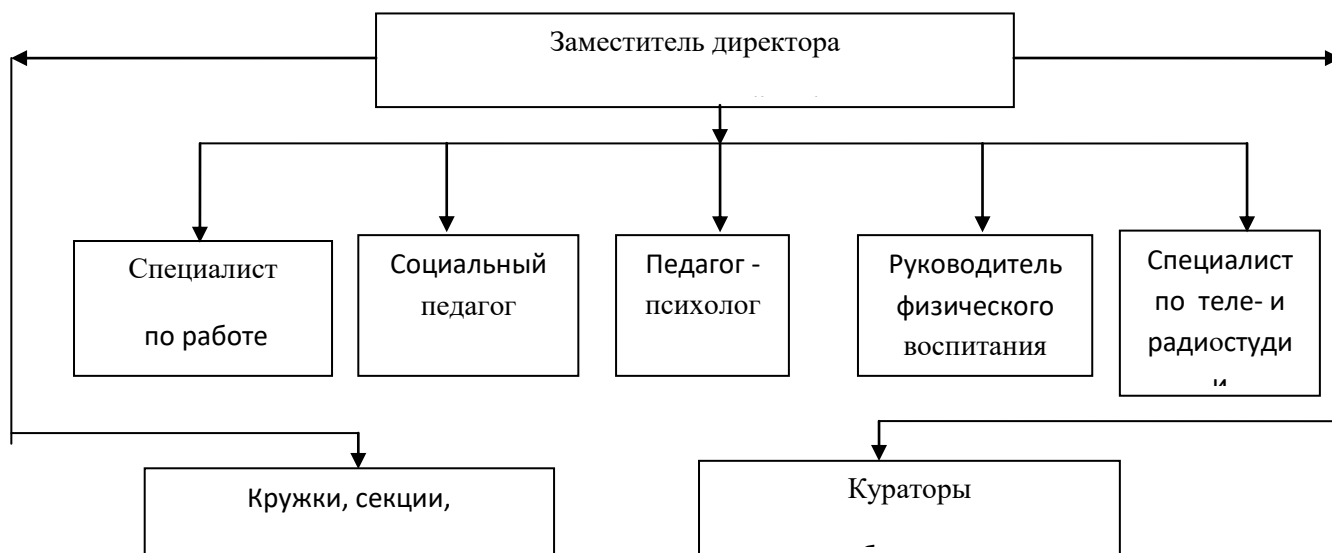 Заместитель директора
Специалист
по работе
Социальный
педагог
Педагог -
психолог
Руководитель
физического
воспитания
Специалист
по теле- и
радиостуди
и
Кружки, секции,
Кураторы